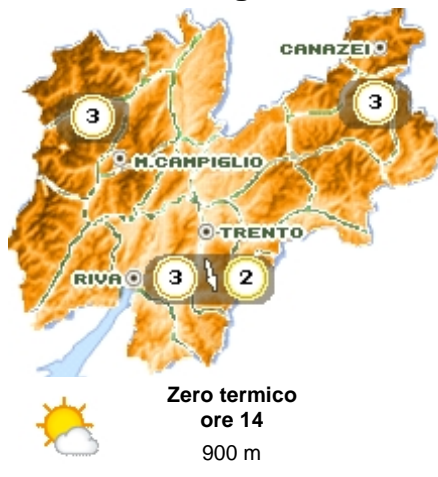 CANAZEI
3
3
M.CAMPIGLIO
TRENTO
RIVA 3 2
Zero termico
ore 14
900 m